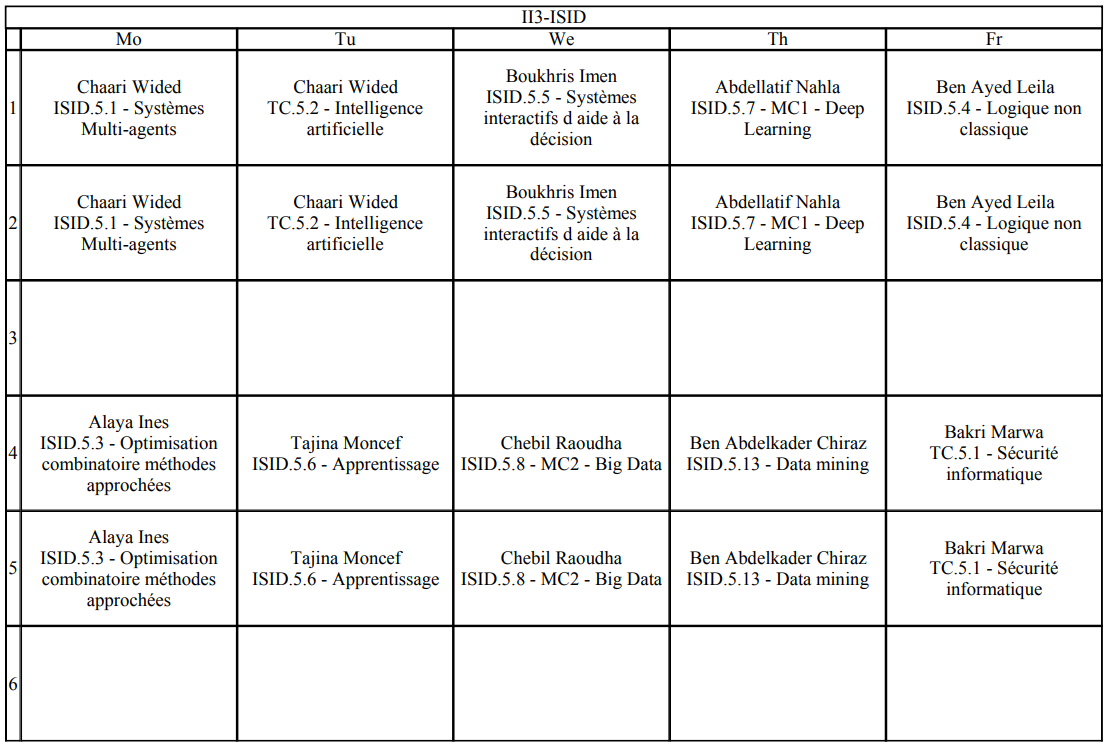 II3-ISID
Mo Tu We Th Fr
1
Chaari Wided
ISID.5.1 - Systèmes
Multi-agents
Chaari Wided
TC.5.2 - Intelligence
artificielle
Boukhris Imen
ISID.5.5 - Systèmes
interactifs d aide à la
décision
Abdellatif Nahla
ISID.5.7 - MC1 - Deep
Learning
Ben Ayed Leila
ISID.5.4 - Logique non
classique
2
Chaari Wided
ISID.5.1 - Systèmes
Multi-agents
Chaari Wided
TC.5.2 - Intelligence
artificielle
Boukhris Imen
ISID.5.5 - Systèmes
interactifs d aide à la
décision
Abdellatif Nahla
ISID.5.7 - MC1 - Deep
Learning
Ben Ayed Leila
ISID.5.4 - Logique non
classique
3
4
Alaya Ines
ISID.5.3 - Optimisation
combinatoire méthodes
approchées
Tajina Moncef
ISID.5.6 - Apprentissage
Chebil Raoudha
ISID.5.8 - MC2 - Big Data
Ben Abdelkader Chiraz
ISID.5.13 - Data mining
Bakri Marwa
TC.5.1 - Sécurité
informatique
5
Alaya Ines
ISID.5.3 - Optimisation
combinatoire méthodes
approchées
Tajina Moncef
ISID.5.6 - Apprentissage
Chebil Raoudha
ISID.5.8 - MC2 - Big Data
Ben Abdelkader Chiraz
ISID.5.13 - Data mining
Bakri Marwa
TC.5.1 - Sécurité
informatique
6